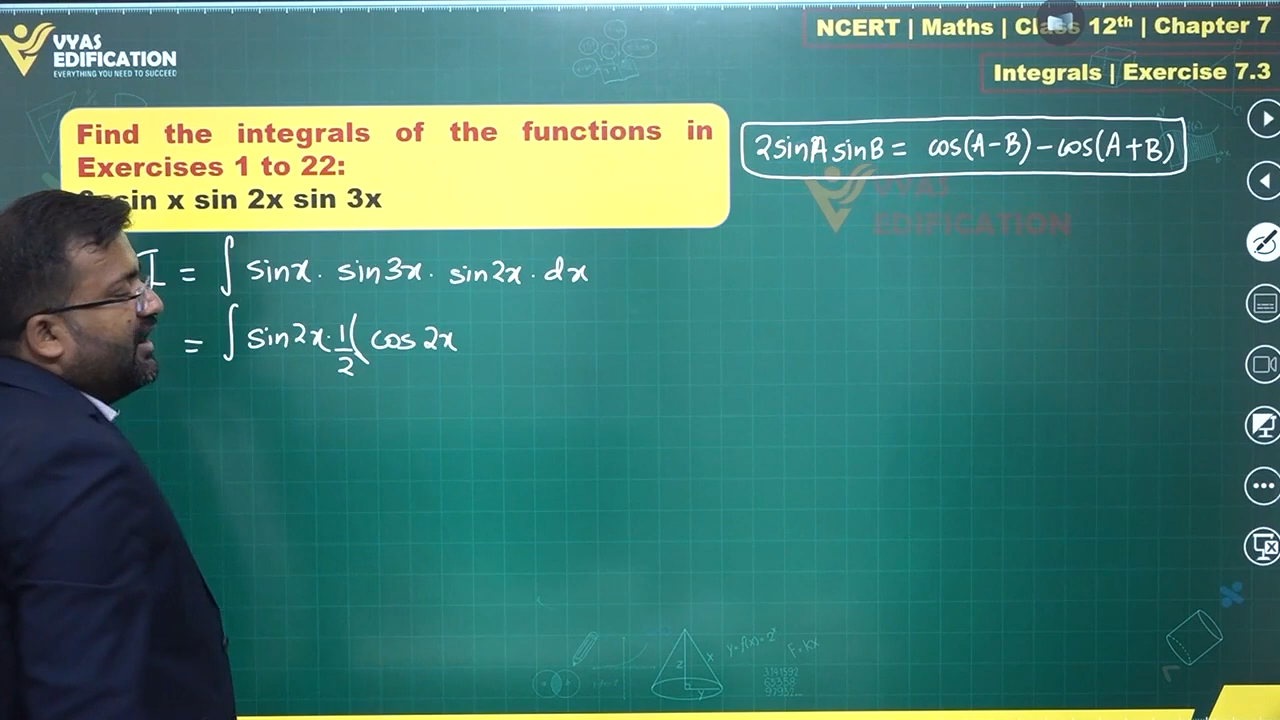 VYAS
EDIFICATION
EVERYTHING YOU NEED TO SUCCEED
NCERT | Maths | Class 12th | Chapter 7
Integrals | Exercise 7.3
Find the integrals of the functions in
Exercises 1 to 22:
sin x sin 2x sin 3x
2sinA sinB = cos(A-B) - cos(A+B)
VYAS
EDIFICATION
I = ∫ sinx · sin3x · sin2x · dx
= ∫ sin2x · 1/2 ( cos 2x